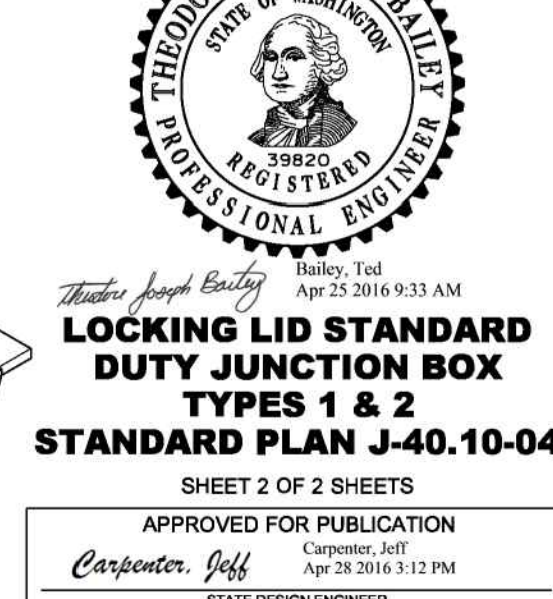 THEODO BAILEY
STATE OF WASHINGTON
39820
REGISTERED
PROFESSIONAL ENGINEER
Theodore Joseph Bailey
Bailey, Ted
Apr 25 2016 9:33 AM
LOCKING LID STANDARD
DUTY JUNCTION BOX
TYPES 1 & 2
STANDARD PLAN J-40.10-04
SHEET 2 OF 2 SHEETS
APPROVED FOR PUBLICATION
Carpenter, Jeff
Carpenter, Jeff
Apr 28 2016 3:12 PM
STATE DESIGN ENGINEER